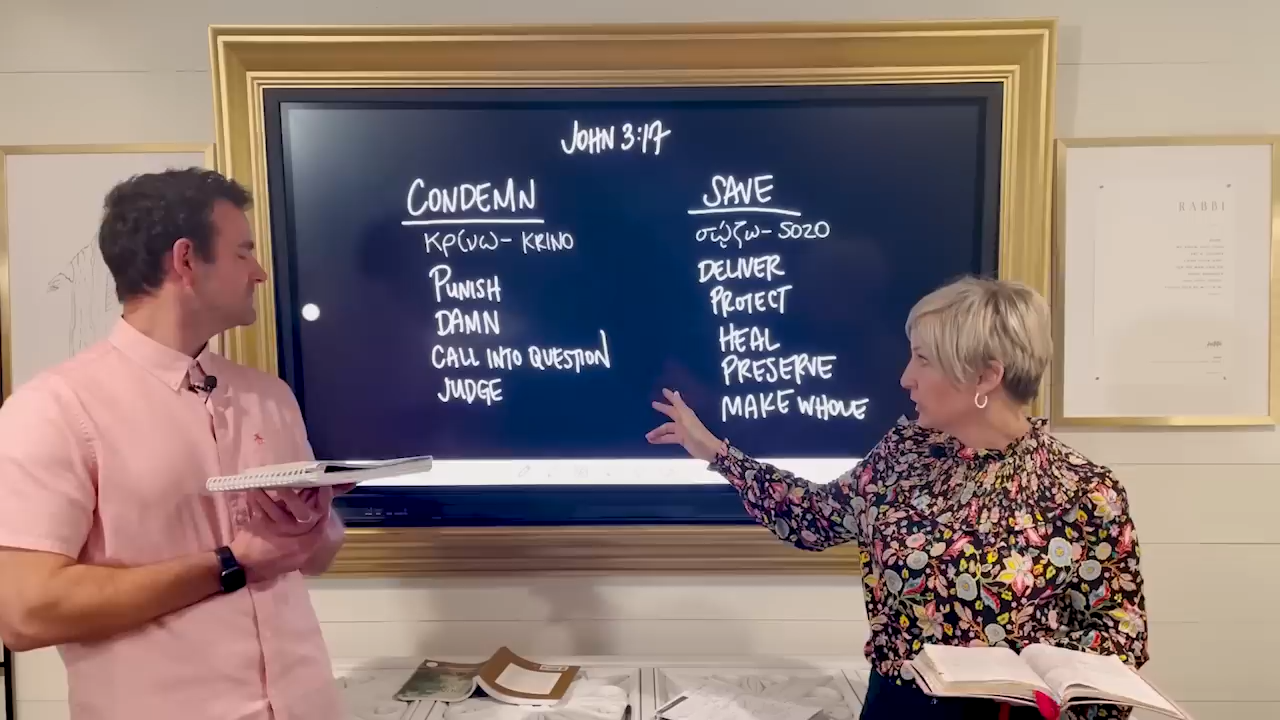 JOHN 3:17
CONDEMN
κρίνω - KRINO
PUNISH
DAMN
CALL INTO QUESTION
JUDGE
SAVE
σῴζω - SOZO
DELIVER
PROTECT
HEAL
PRESERVE
MAKE WHOLE
RABBI